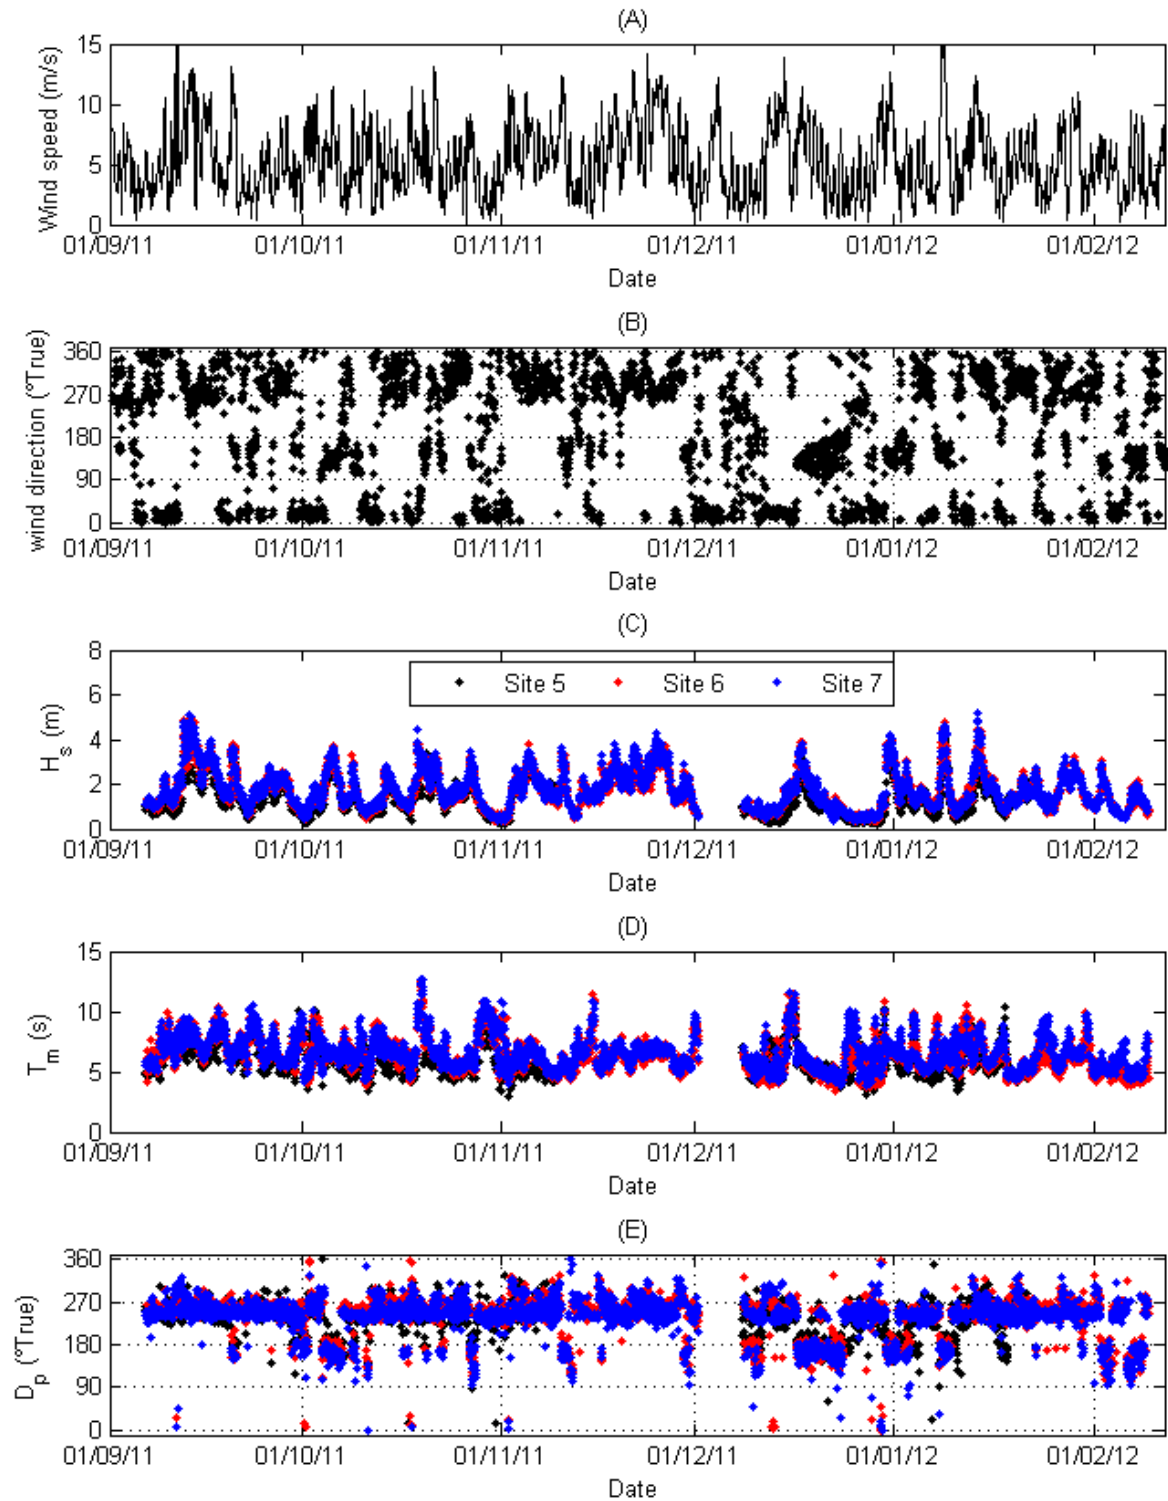 (A)
Wind speed (m/s)
15
10
5
0
01/09/11 01/10/11 01/11/11 01/12/11 01/01/12 01/02/12
Date
(B)
wind direction (°True)
360
270
180
90
0
01/09/11 01/10/11 01/11/11 01/12/11 01/01/12 01/02/12
Date
(C)
H_s (m)
8
6
4
2
0
Site 5 Site 6 Site 7
01/09/11 01/10/11 01/11/11 01/12/11 01/01/12 01/02/12
Date
(D)
T_m (s)
15
10
5
0
01/09/11 01/10/11 01/11/11 01/12/11 01/01/12 01/02/12
Date
(E)
D_p (°True)
360
270
180
90
0
01/09/11 01/10/11 01/11/11 01/12/11 01/01/12 01/02/12
Date